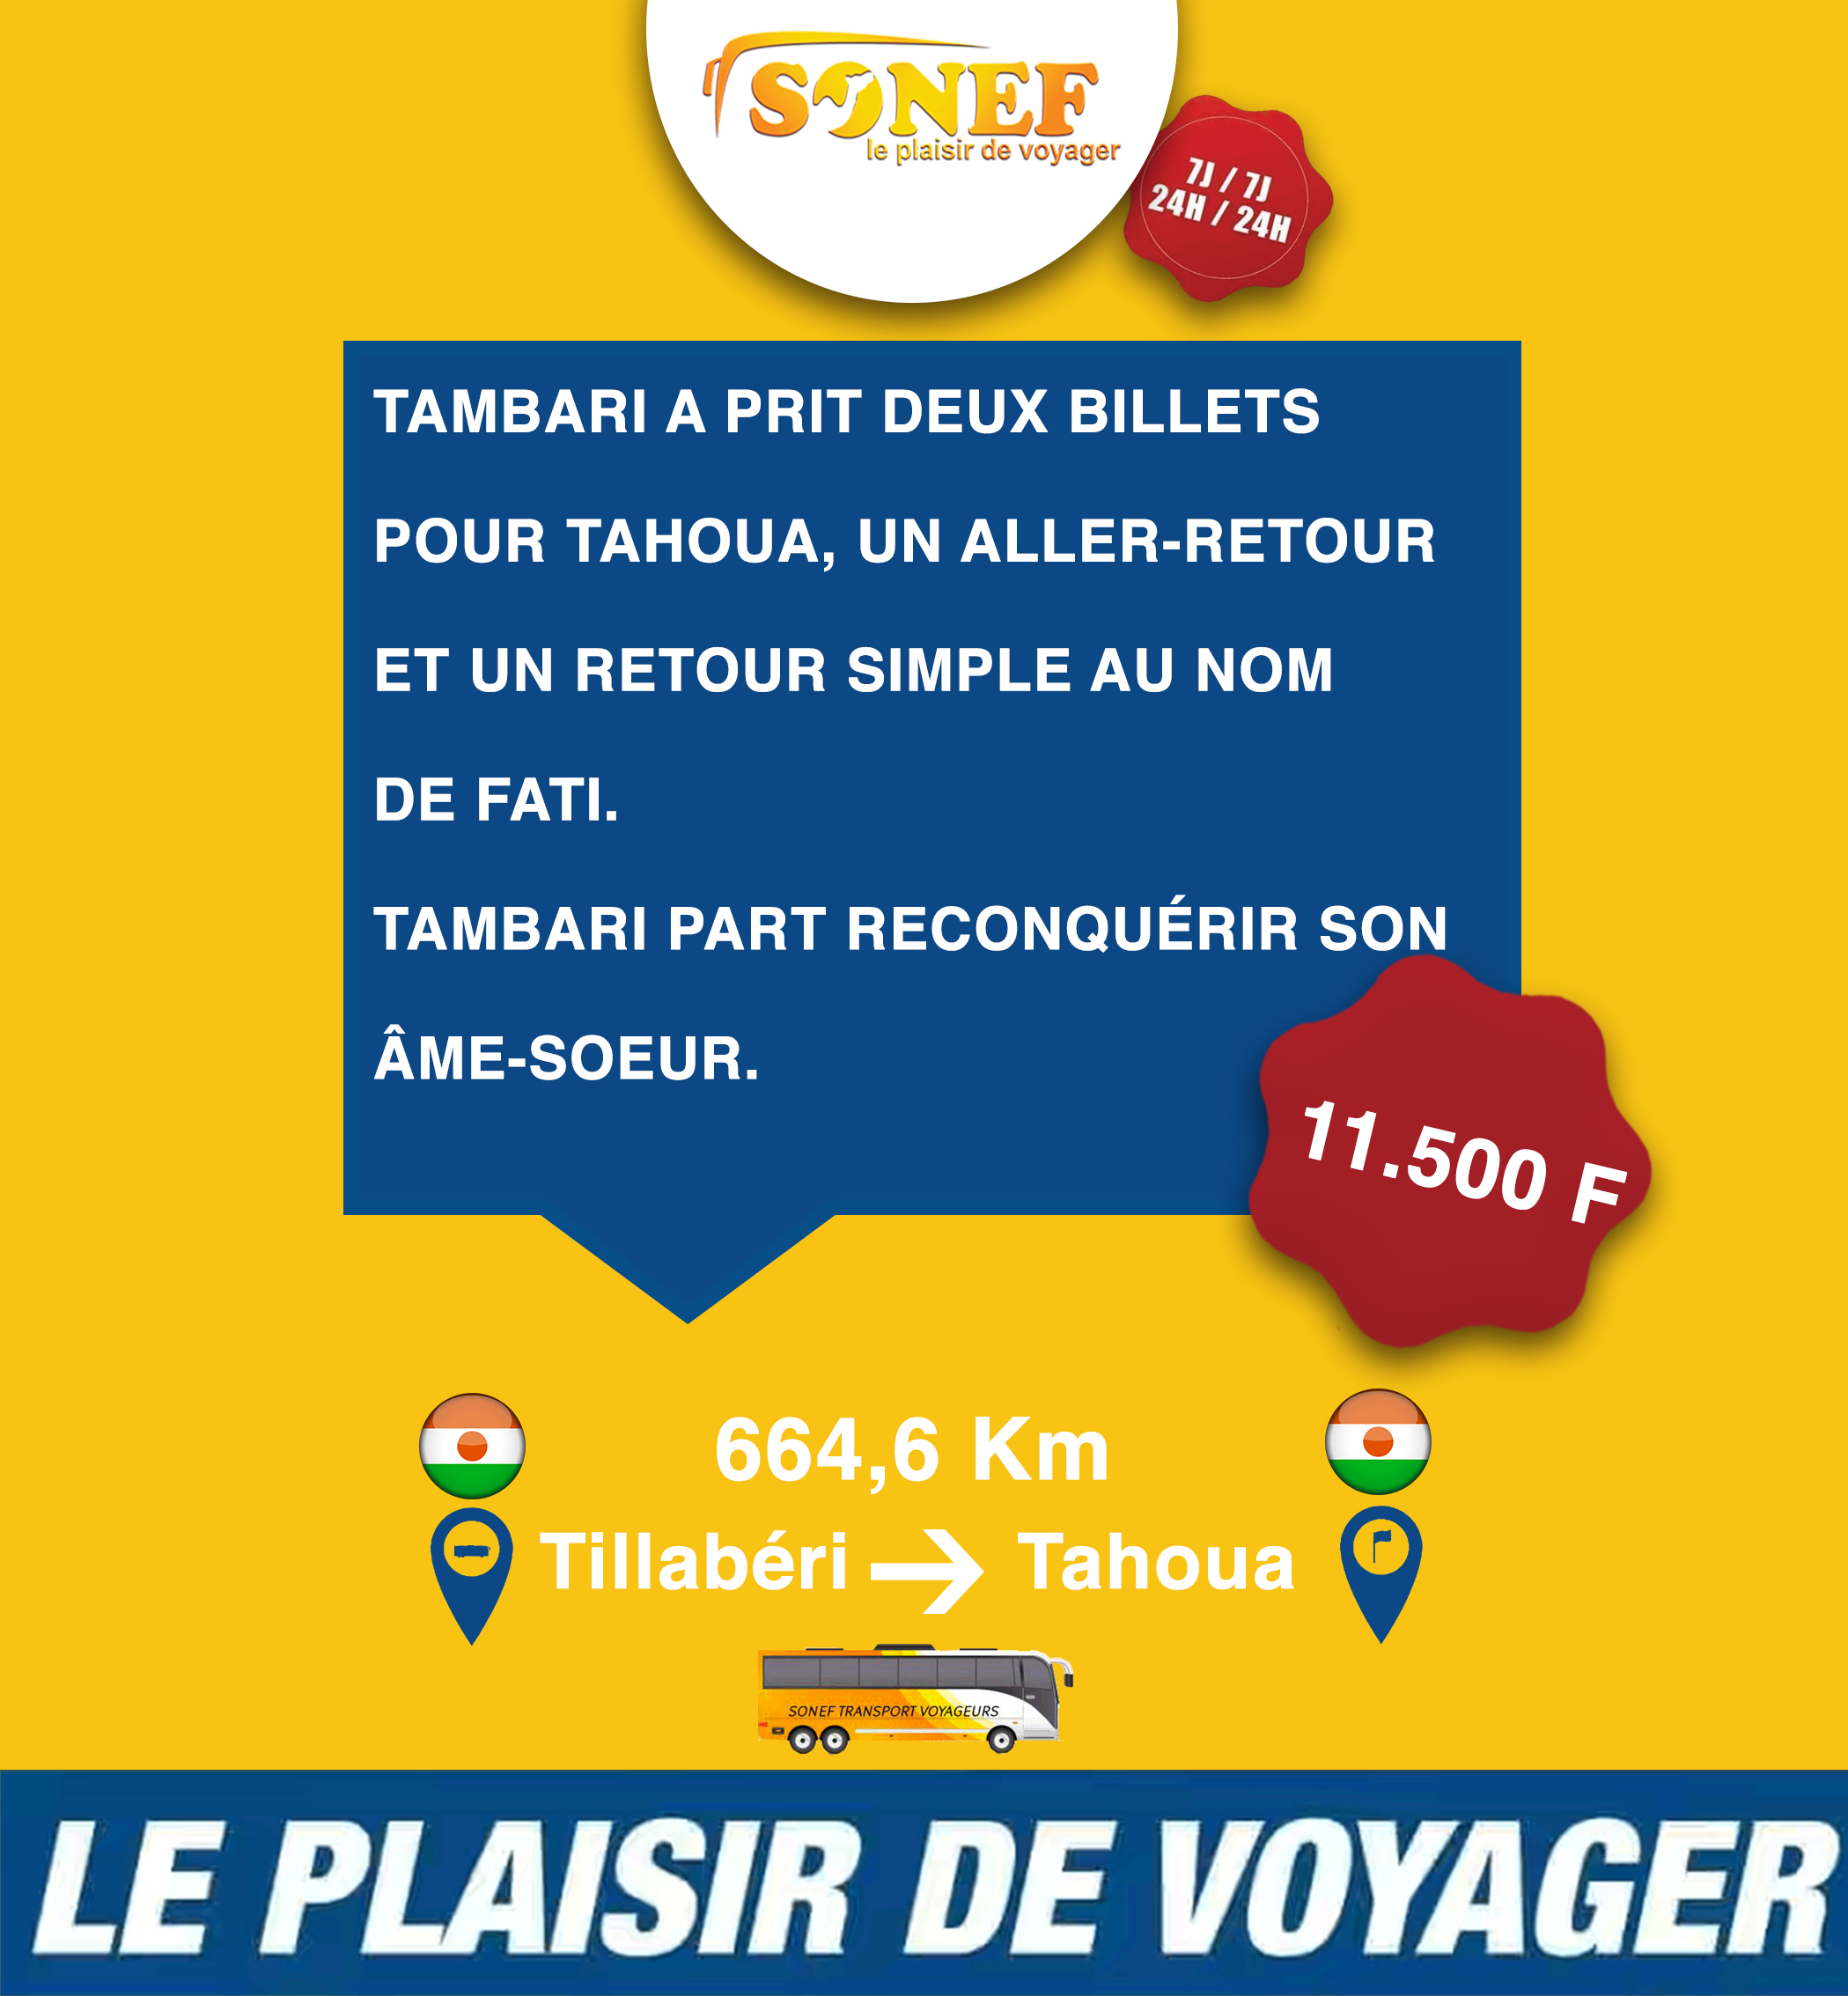 SONEF
le plaisir de voyager
7J / 7J
24H / 24H
TAMBARI A PRIT DEUX BILLETS
POUR TAHOUA, UN ALLER-RETOUR
ET UN RETOUR SIMPLE AU NOM
DE FATI.
TAMBARI PART RECONQUÉRIR SON
ÂME-SOEUR.
11.500 F
664,6 Km
Tillabéri → Tahoua
SONEF TRANSPORT VOYAGEURS
LE PLAISIR DE VOYAGER